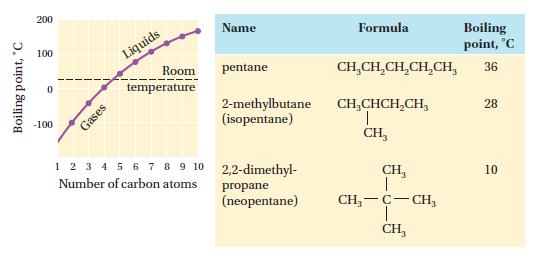 200
100
0
-100
Boiling point, °C
Liquids
Room
temperature
Gases
1 2 3 4 5 6 7 8 9 10
Number of carbon atoms
Name Formula Boiling
point, °C
pentane CH₃CH₂CH₂CH₂CH₃ 36
2-methylbutane CH₃CHCH₂CH₃ 28
(isopentane)
CH₃
2,2-dimethyl- CH₃ 10
propane
(neopentane) CH₃—C—CH₃
CH₃